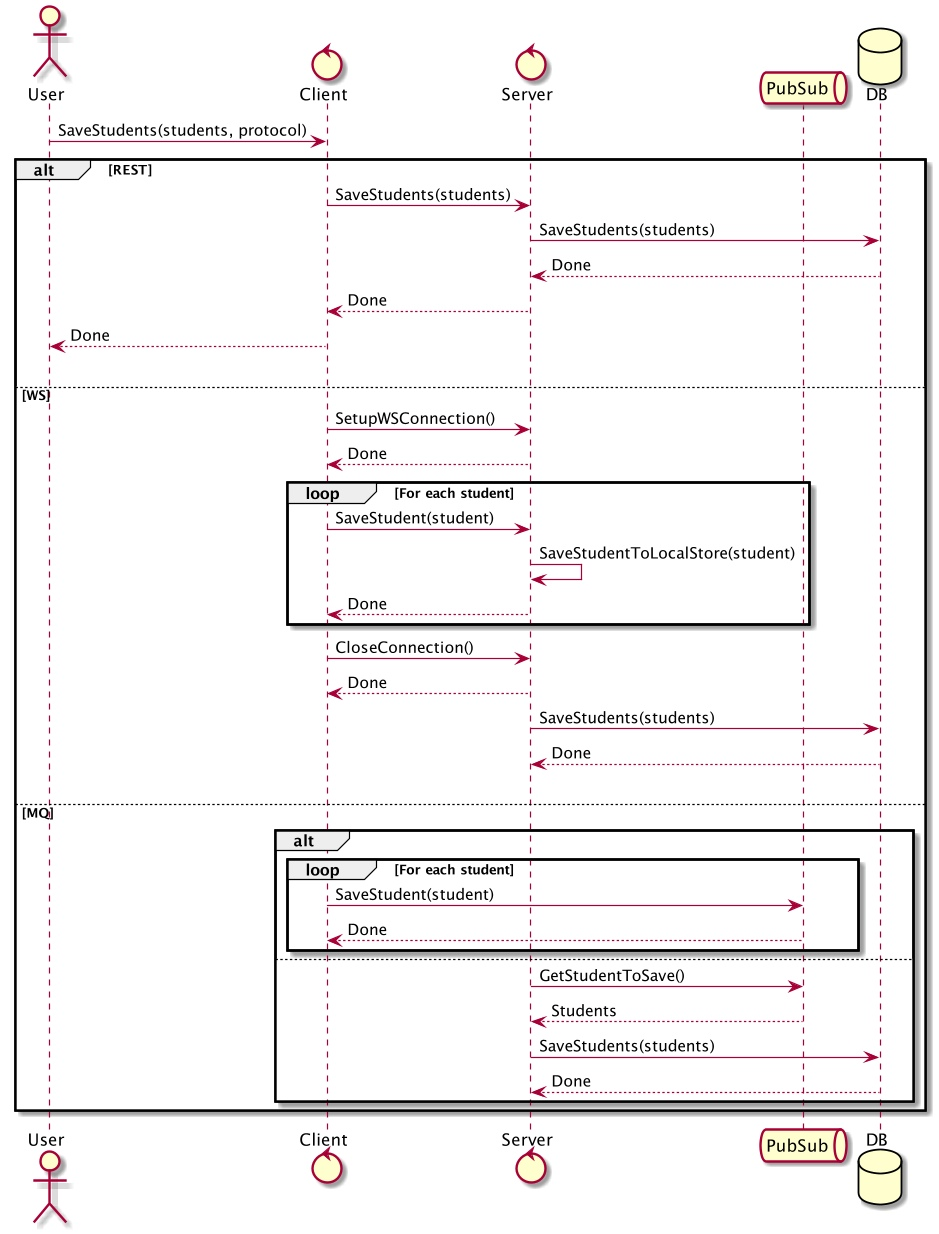 User Client Server PubSub DB
SaveStudents(students, protocol)
alt [REST]
SaveStudents(students)
SaveStudents(students)
Done
Done
Done
[WS]
SetupWSConnection()
Done
loop [For each student]
SaveStudent(student)
SaveStudentToLocalStore(student)
Done
CloseConnection()
Done
SaveStudents(students)
Done
[MQ]
alt
loop [For each student]
SaveStudent(student)
Done
GetStudentToSave()
Students
SaveStudents(students)
Done
User Client Server PubSub DB